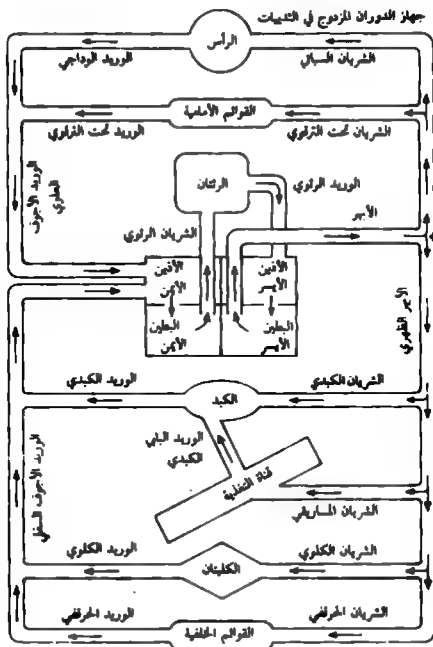 جهاز الدوران المزدوج في الثدييات
الرأس
الشريان السباتي
الوريد الوداجي
القوائم الأمامية
الشريان تحت الترقوي
الوريد تحت الترقوي
الوريد الأجوف
العلوي
الرئتان
الوريد الرئوي
الشريان الرئوي
الأبهر
الأذين
الأيمن
الأذين
الأيسر
البطين
الأيمن
البطين
الأيسر
الأبهر الظهري
الشريان الكبدي
الكبد
الوريد الكبدي
الوريد البابي
الكبدي
قناة التغذية
الشريان المساريقي
الوريد الأجوف السفلي
الشريان الكلوي
الكليتان
الوريد الكلوي
الشريان الحرقفي
القوائم الخلفية
الوريد الحرقفي